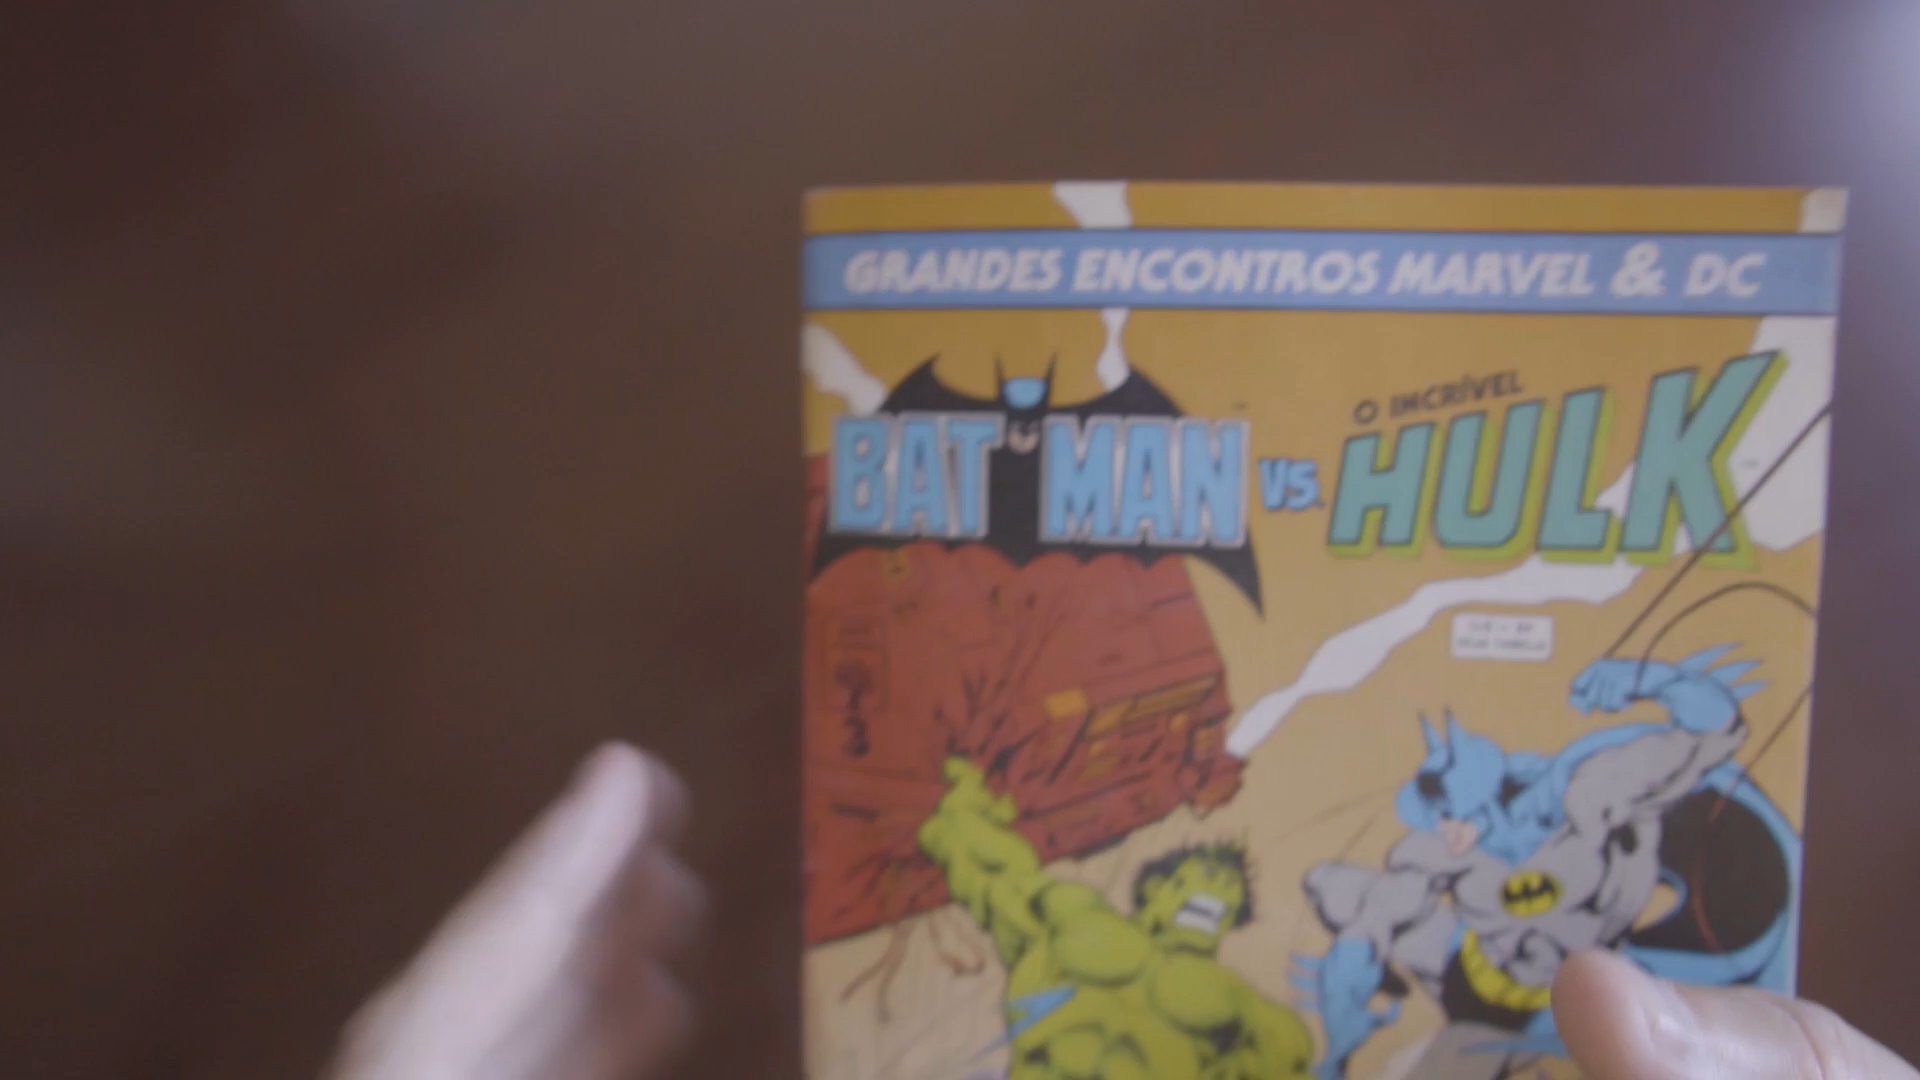 GRANDES ENCONTROS MARVEL & DC
BATMAN VS. O INCRÍVEL HULK